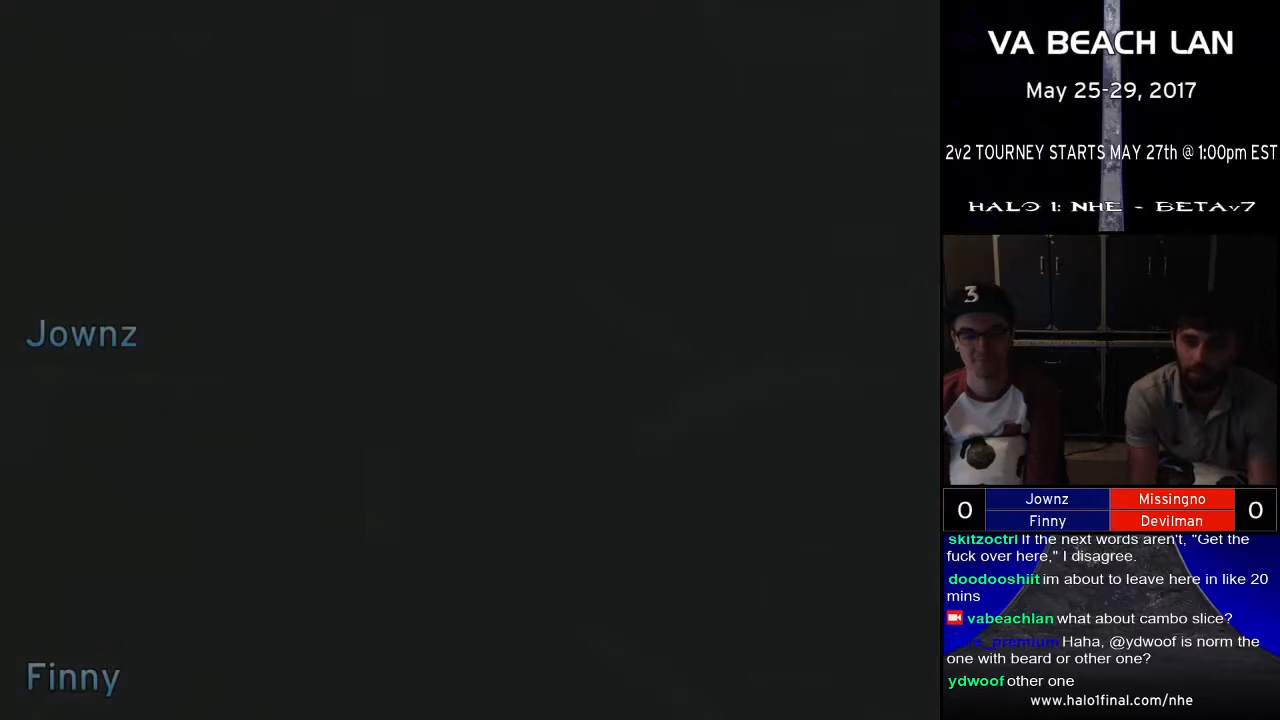 VA BEACH LAN
May 25-29, 2017
2v2 TOURNEY STARTS MAY 27th @ 1:00pm EST
HALO 1: NHE - BETAv7
Jownz
3
0 Jownz Missingno 0
Finny Devilman
skitzoctrl If the next words aren't, "Get the
fuck over here," I disagree.
doodooshiit im about to leave here in like 20
mins
vabeachlan what about cambo slice?
Haha, @ydwoof is norm the
one with beard or other one?
ydwoof other one
Finny
www.halo1final.com/nhe